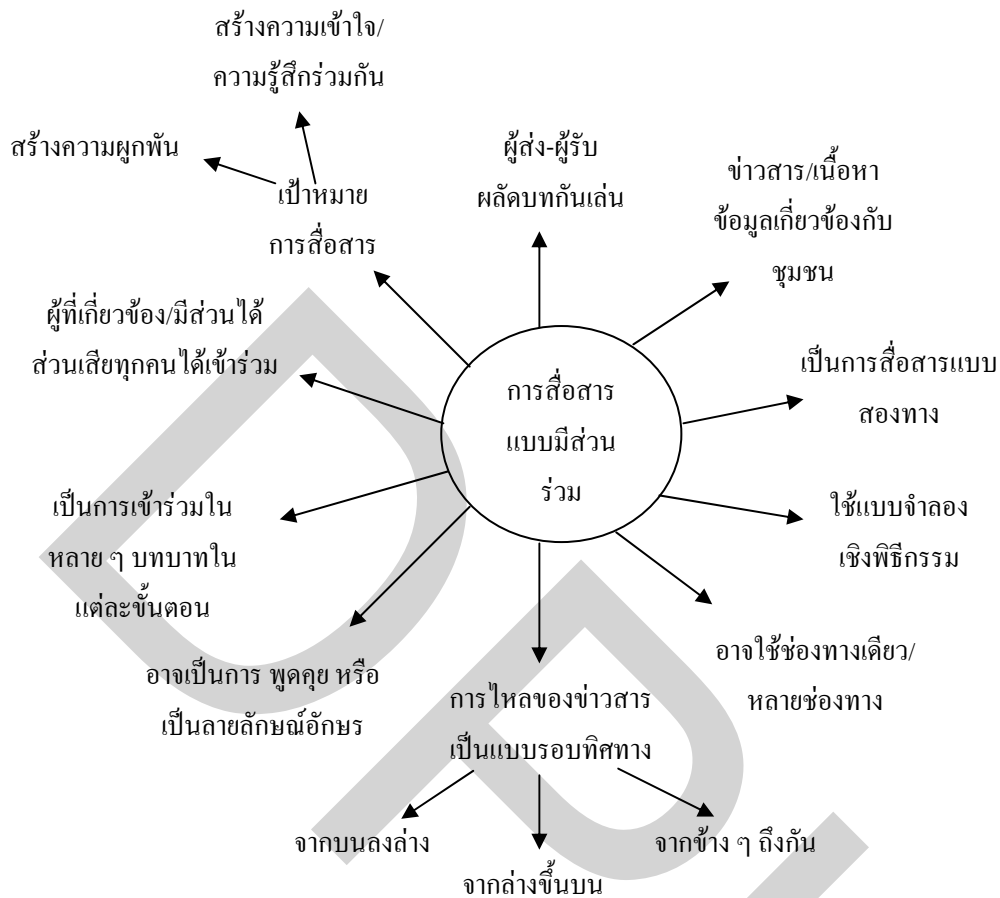 สร้างความเข้าใจ/
ความรู้สึกร่วมกัน
สร้างความผูกพัน
เป้าหมาย
การสื่อสาร
ผู้ส่ง-ผู้รับ
ผลัดบทกันเล่น
ข่าวสาร/เนื้อหา
ข้อมูลเกี่ยวข้องกับ
ชุมชน
ผู้ที่เกี่ยวข้อง/มีส่วนได้
ส่วนเสียทุกคนได้เข้าร่วม
การสื่อสาร
แบบมีส่วน
ร่วม
เป็นการสื่อสารแบบ
สองทาง
เป็นการเข้าร่วมใน
หลาย ๆ บทบาทใน
แต่ละขั้นตอน
ใช้แบบจำลอง
เชิงพิธีกรรม
อาจเป็นการ พูดคุย หรือ
เป็นลายลักษณ์อักษร
การไหลของข่าวสาร
เป็นแบบรอบทิศทาง
อาจใช้ช่องทางเดียว/
หลายช่องทาง
จากบนลงล่าง
จากล่างขึ้นบน
จากข้าง ๆ ถึงกัน